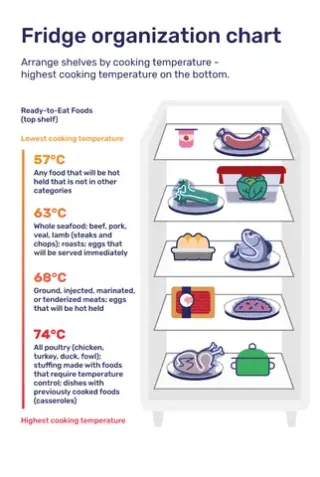 Fridge organization chart
Arrange shelves by cooking temperature -
highest cooking temperature on the bottom.
Ready-to-Eat Foods
(top shelf)
Lowest cooking temperature
57°C
Any food that will be hot
held that is not in other
categories
63°C
Whole seafood; beef, pork,
veal, lamb (steaks and
chops); roasts; eggs that
will be served immediately
68°C
Ground, injected, marinated,
or tenderized meats; eggs
that will be hot held
74°C
All poultry (chicken,
turkey, duck, fowl);
stuffing made with foods
that require temperature
control; dishes with
previously cooked foods
(casseroles)
Highest cooking temperature